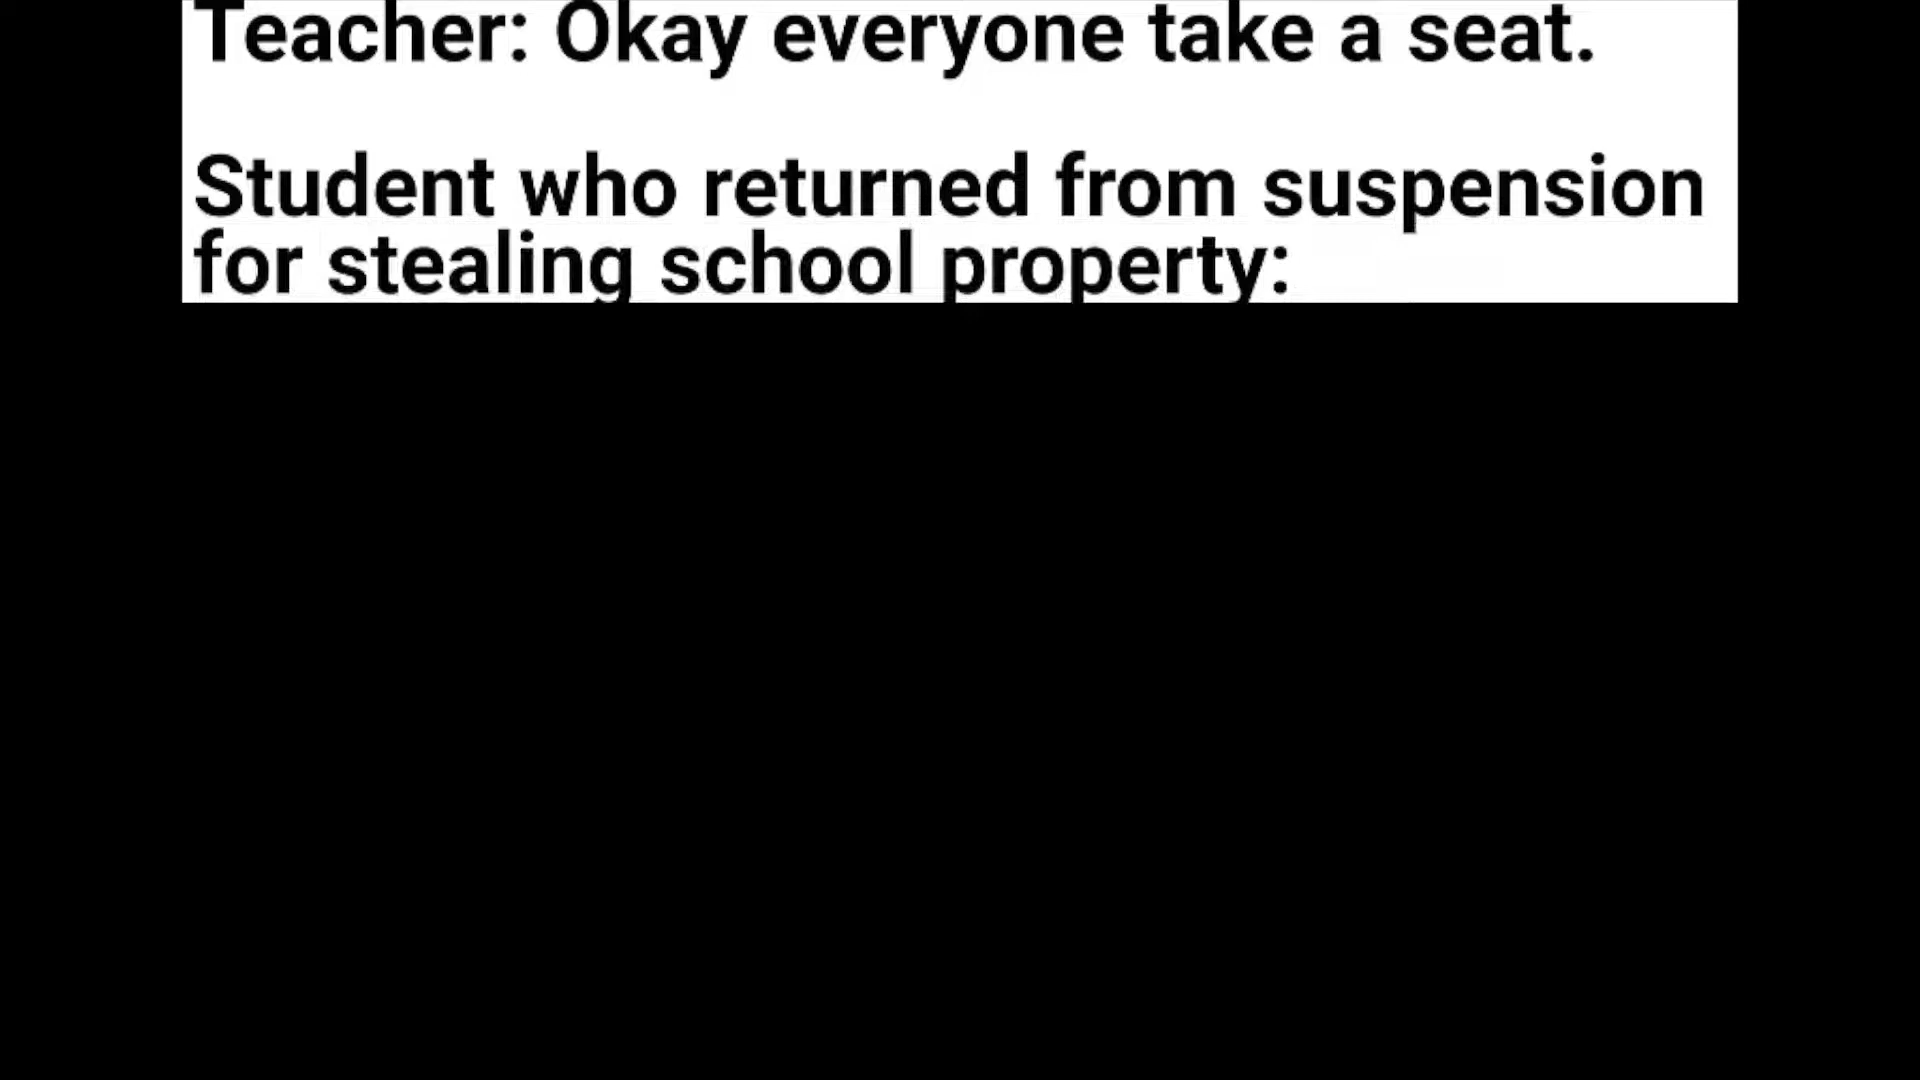 Teacher: Okay everyone take a seat.
Student who returned from suspension
for stealing school property: